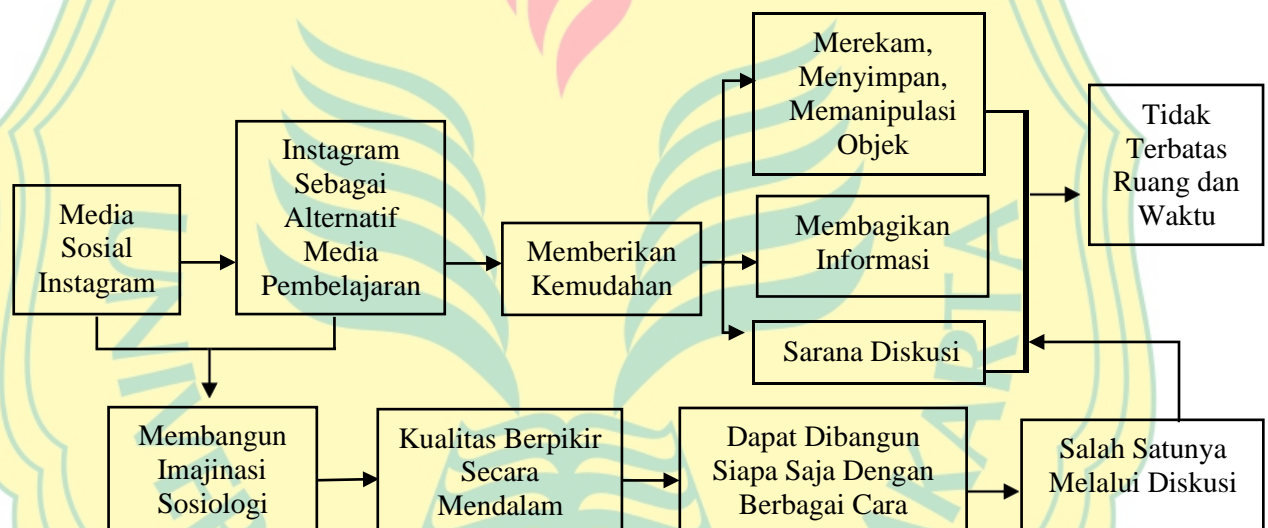 Merekam,
Menyimpan,
Memanipulasi
Objek
Tidak
Terbatas
Ruang dan
Waktu
Instagram
Sebagai
Alternatif
Media
Pembelajaran
Media
Sosial
Instagram
Memberikan
Kemudahan
Membagikan
Informasi
Sarana Diskusi
Membangun
Imajinasi
Sosiologi
Kualitas Berpikir
Secara
Mendalam
Dapat Dibangun
Siapa Saja Dengan
Berbagai Cara
Salah Satunya
Melalui Diskusi